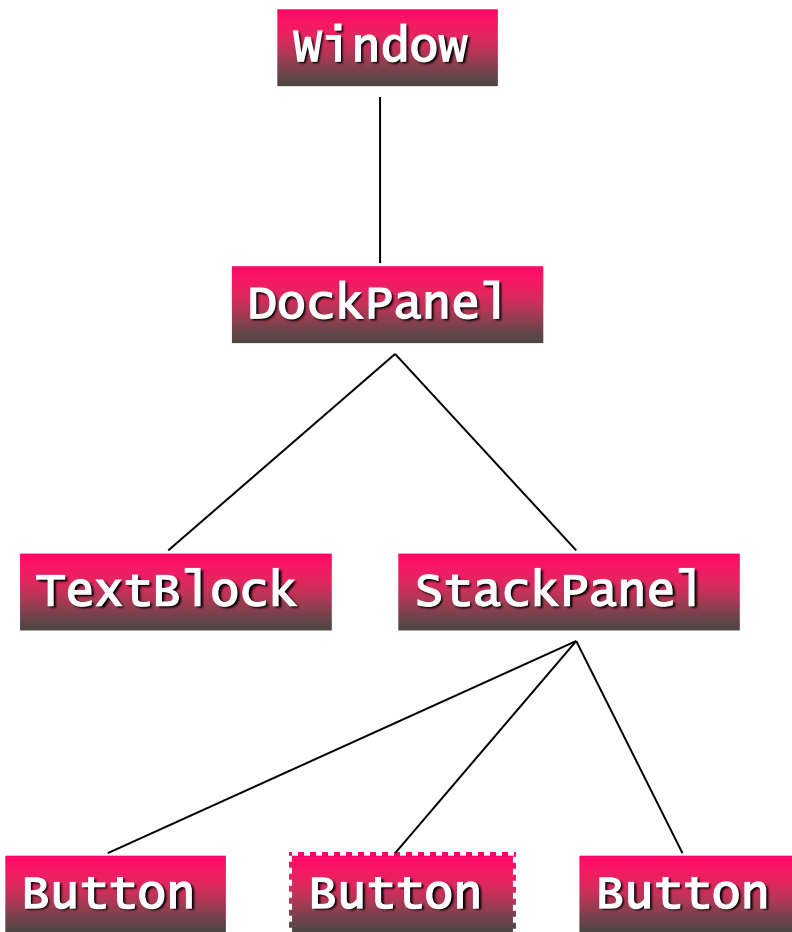 Window
DockPanel
TextBlock
StackPanel
Button
Button
Button